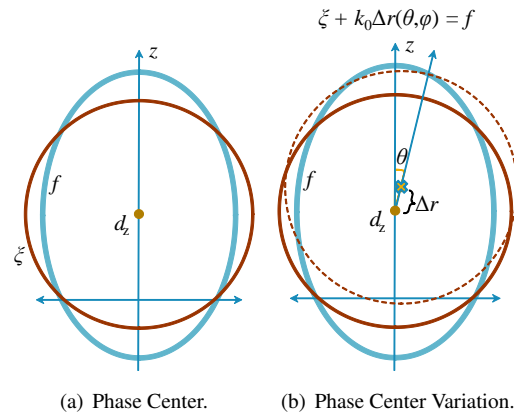 ξ + k₀Δr(θ,φ) = f
z
f
d_z
ξ
z
θ
f
Δr
d_z
(a) Phase Center.
(b) Phase Center Variation.